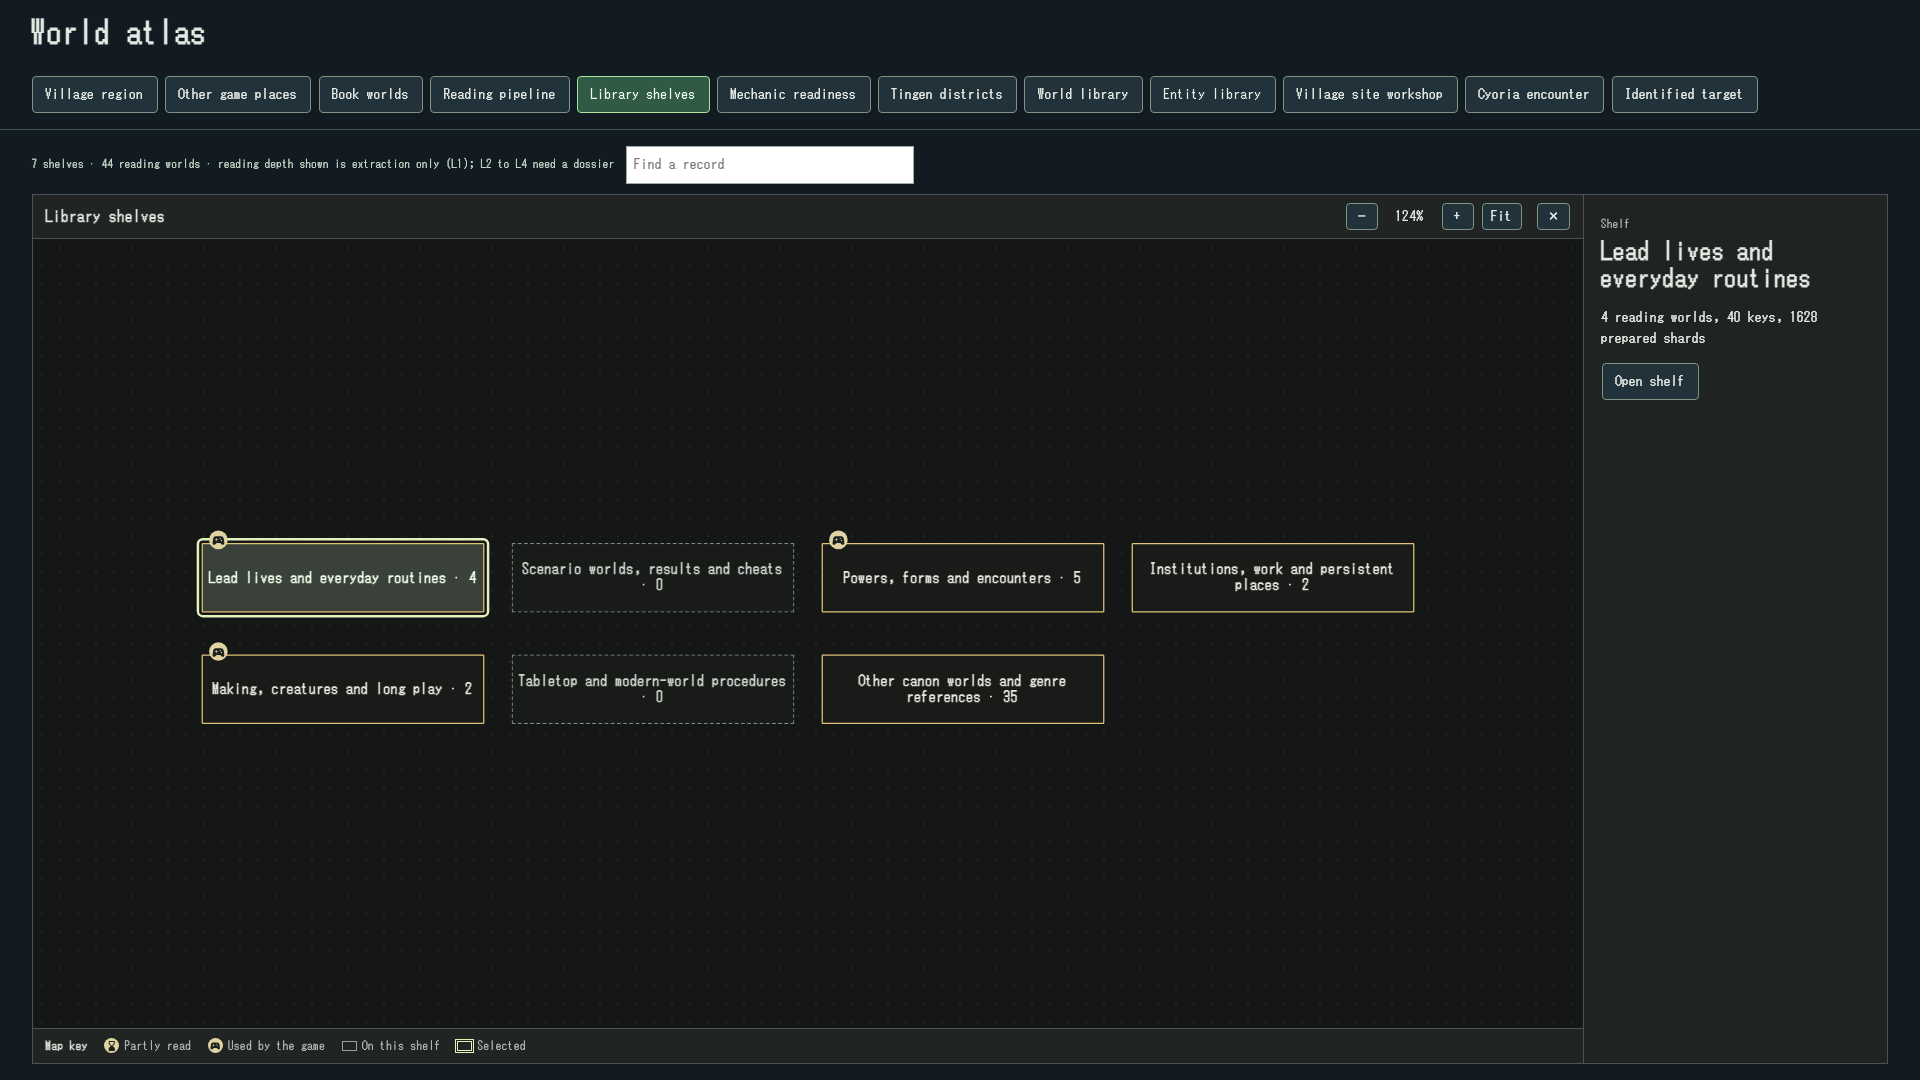 World atlas
Village region
Other game places
Book worlds
Reading pipeline
Library shelves
Mechanic readiness
Tingen districts
World library
Entity library
Village site workshop
Cyoria encounter
Identified target
7 shelves · 44 reading worlds · reading depth shown is extraction only (L1); L2 to L4 need a dossier
Find a record
Library shelves
−
124%
+
Fit
×
Lead lives and everyday routines · 4
Scenario worlds, results and cheats
· 0
Powers, forms and encounters · 5
Institutions, work and persistent
places · 2
Making, creatures and long play · 2
Tabletop and modern-world procedures
· 0
Other canon worlds and genre
references · 35
Shelf
Lead lives and
everyday routines
4 reading worlds, 40 keys, 1628
prepared shards
Open shelf
Map key
Partly read
Used by the game
On this shelf
Selected